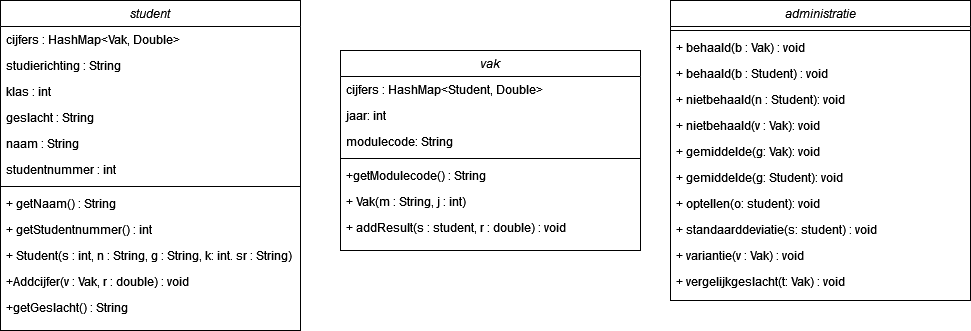 student
cijfers : HashMap<Vak, Double>
studierichting : String
klas : int
geslacht : String
naam : String
studentnummer : int
+ getNaam() : String
+ getStudentnummer() : int
+ Student(s : int, n : String, g : String, k: int. sr : String)
+Addcijfer(v : Vak, r : double) : void
+getGeslacht() : String
vak
cijfers : HashMap<Student, Double>
jaar: int
modulecode: String
+getModulecode() : String
+ Vak(m : String, j : int)
+ addResult(s : student, r : double) : void
administratie
+ behaald(b : Vak) : void
+ behaald(b : Student) : void
+ nietbehaald(n : Student): void
+ nietbehaald(v : Vak): void
+ gemiddelde(g: Vak): void
+ gemiddelde(g: Student): void
+ optellen(o: student): void
+ standaarddeviatie(s: student) : void
+ variantie(v : Vak) : void
+ vergelijkgeslacht(t: Vak) : void